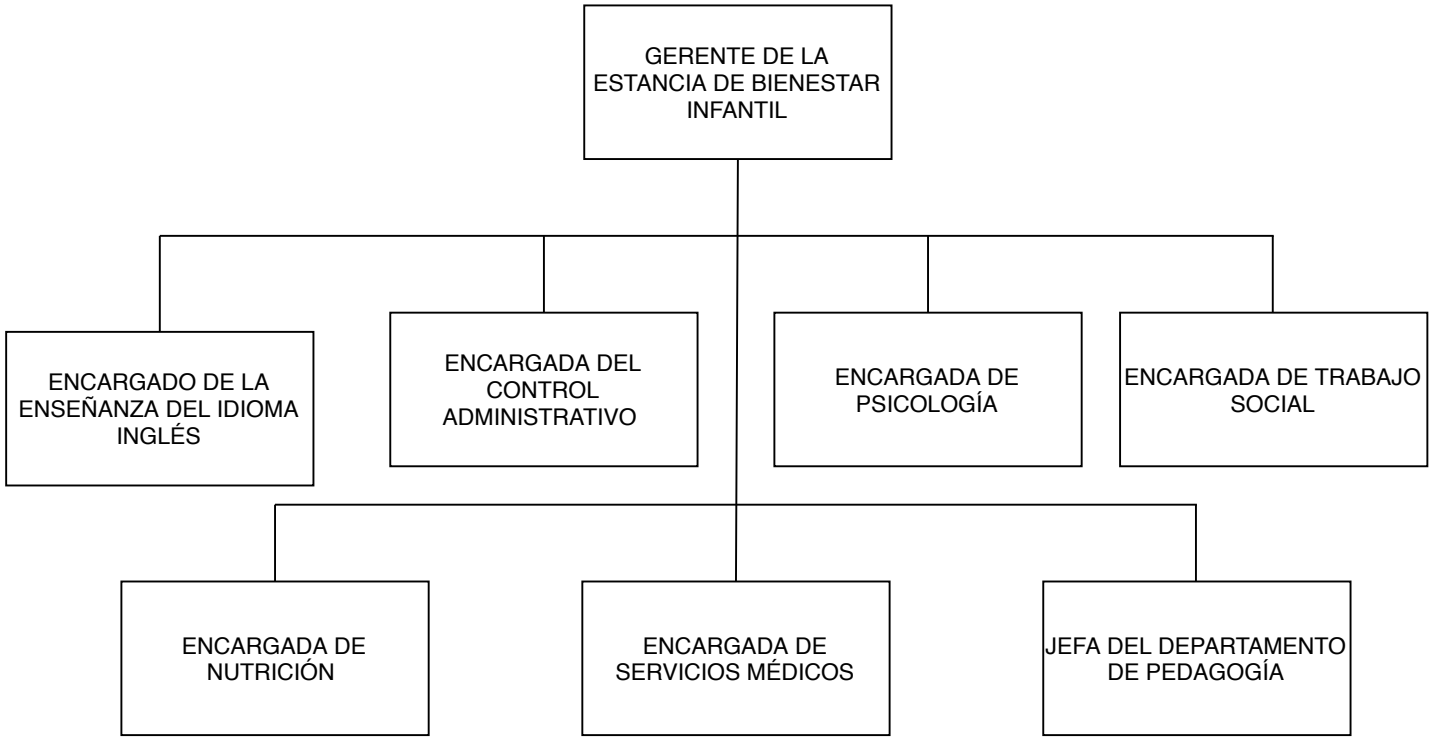 GERENTE DE LA
ESTANCIA DE BIENESTAR
INFANTIL
ENCARGADO DE LA
ENSEÑANZA DEL IDIOMA
INGLÉS
ENCARGADA DEL
CONTROL
ADMINISTRATIVO
ENCARGADA DE
PSICOLOGÍA
ENCARGADA DE TRABAJO
SOCIAL
ENCARGADA DE
NUTRICIÓN
ENCARGADA DE
SERVICIOS MÉDICOS
JEFA DEL DEPARTAMENTO
DE PEDAGOGÍA